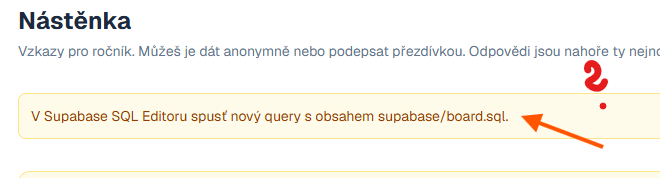 Nástěnka
Vzkazy pro ročník. Můžeš je dát anonymně nebo podepsat přezdívkou. Odpovědi jsou nahoře ty
?
V Supabase SQL Editoru spusť nový query s obsahem supabase/board.sql.